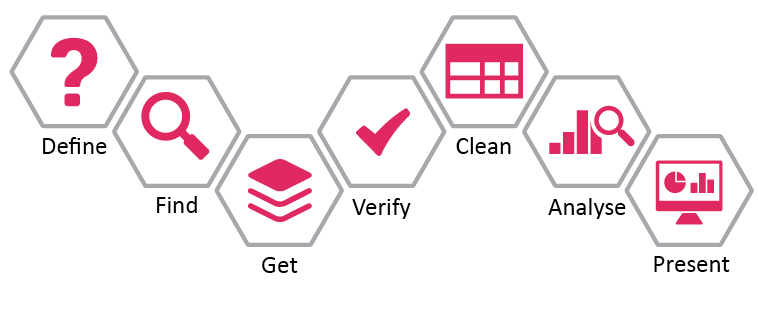 Define
Find
Get
Verify
Clean
Analyse
Present